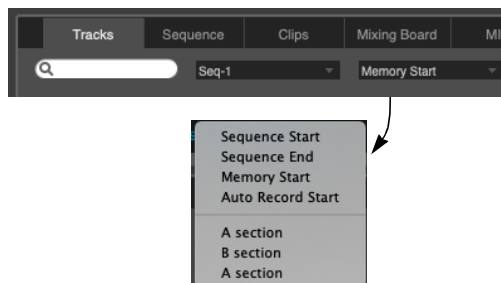 Tracks Sequence Clips Mixing Board MI
Seq-1 Memory Start
Sequence Start
Sequence End
Memory Start
Auto Record Start
A section
B section
A section